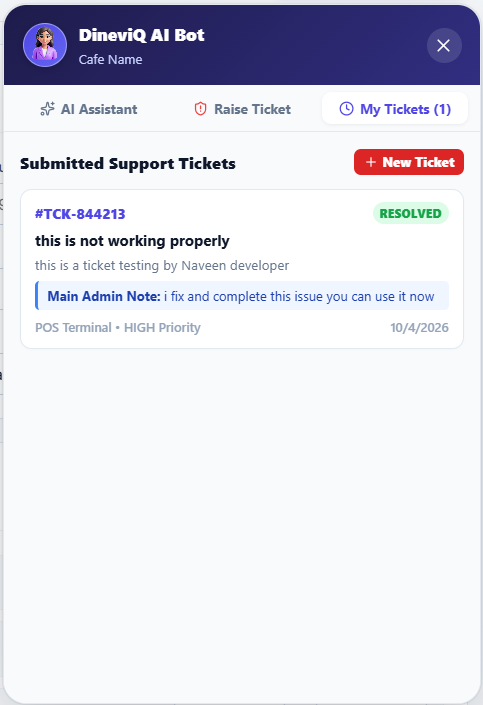 DineviQ AI Bot
Cafe Name
AI Assistant
Raise Ticket
My Tickets (1)
Submitted Support Tickets
+ New Ticket
#TCK-844213
RESOLVED
this is not working properly
this is a ticket testing by Naveen developer
Main Admin Note: i fix and complete this issue you can use it now
POS Terminal • HIGH Priority
10/4/2026